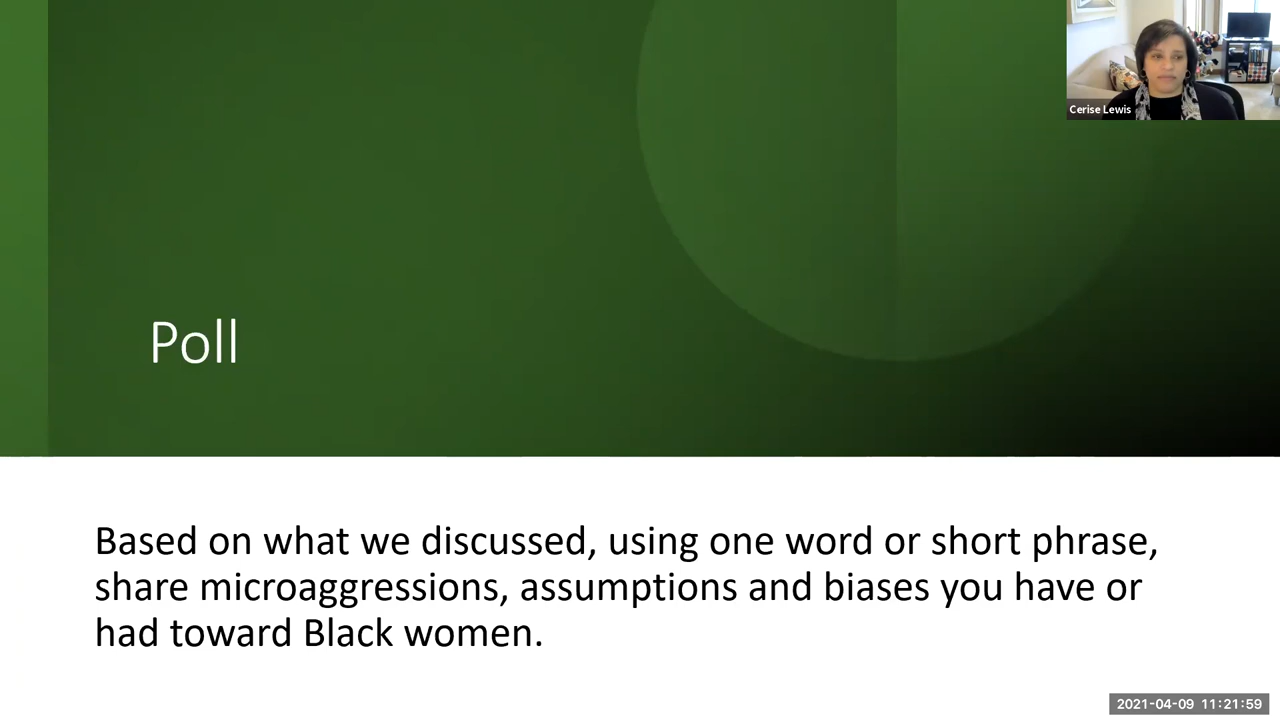 Cerise Lewis
Poll
Based on what we discussed, using one word or short phrase,
share microaggressions, assumptions and biases you have or
had toward Black women.
2021-04-09 11:21:59